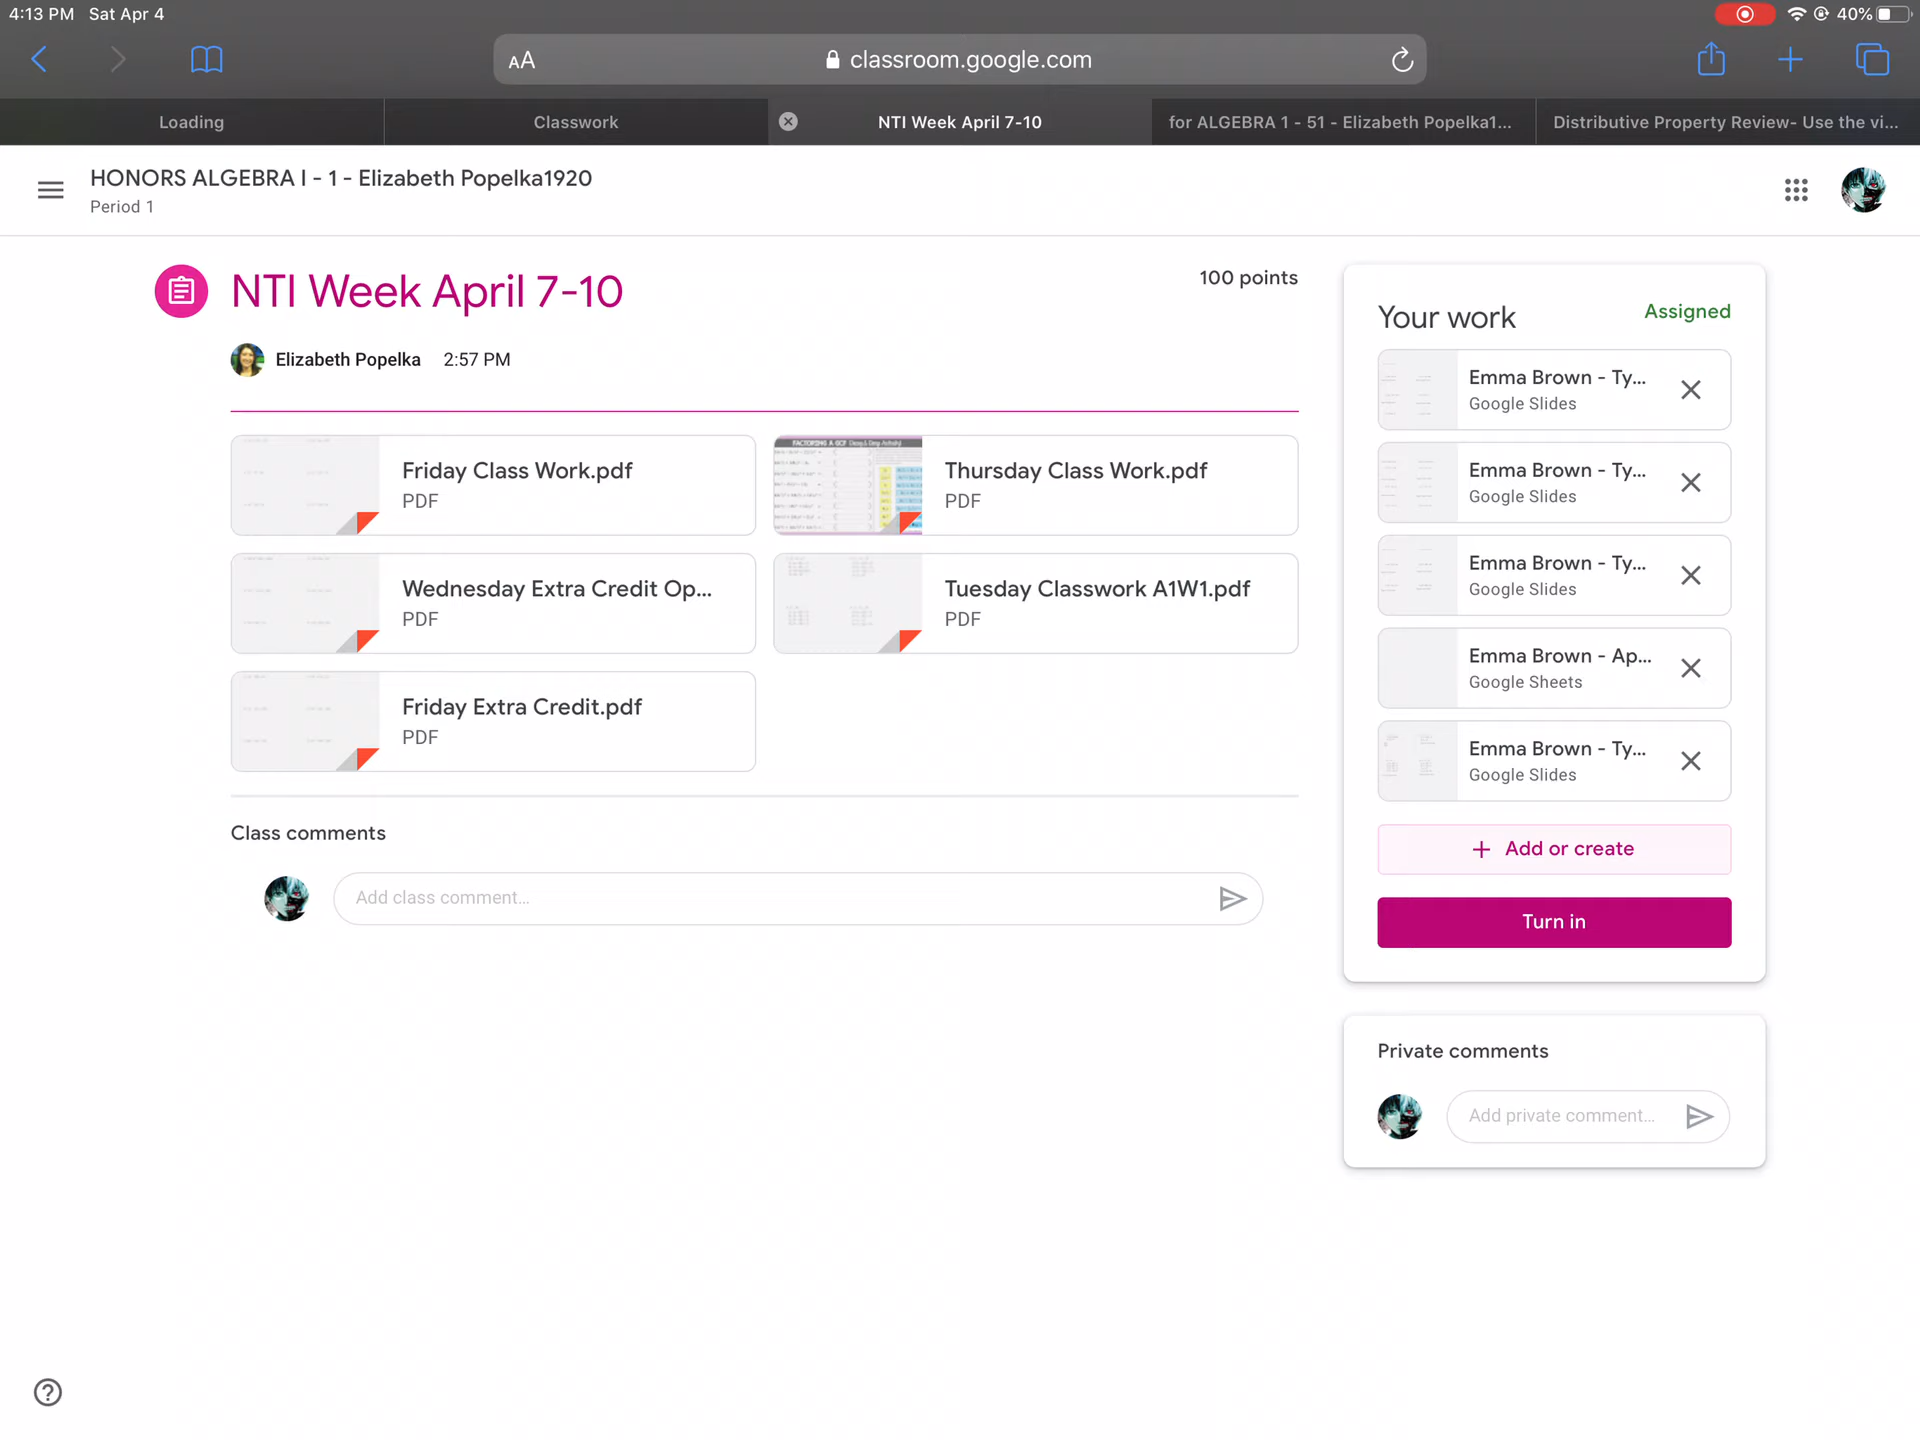 4:13 PM Sat Apr 4
40%
AA
classroom.google.com
Loading
Classwork
NTI Week April 7-10
for ALGEBRA 1 - 51 - Elizabeth Popelka1...
Distributive Property Review- Use the vi...
HONORS ALGEBRA I - 1 - Elizabeth Popelka1920
Period 1
NTI Week April 7-10
100 points
Elizabeth Popelka 2:57 PM
Friday Class Work.pdf
PDF
FACTORING A GCF Drag & Drop Activity!
Thursday Class Work.pdf
PDF
Wednesday Extra Credit Op...
PDF
Tuesday Classwork A1W1.pdf
PDF
Friday Extra Credit.pdf
PDF
Class comments
Add class comment...
Your work
Assigned
Emma Brown - Ty...
Google Slides
Emma Brown - Ty...
Google Slides
Emma Brown - Ty...
Google Slides
Emma Brown - Ap...
Google Sheets
Emma Brown - Ty...
Google Slides
+ Add or create
Turn in
Private comments
Add private comment...